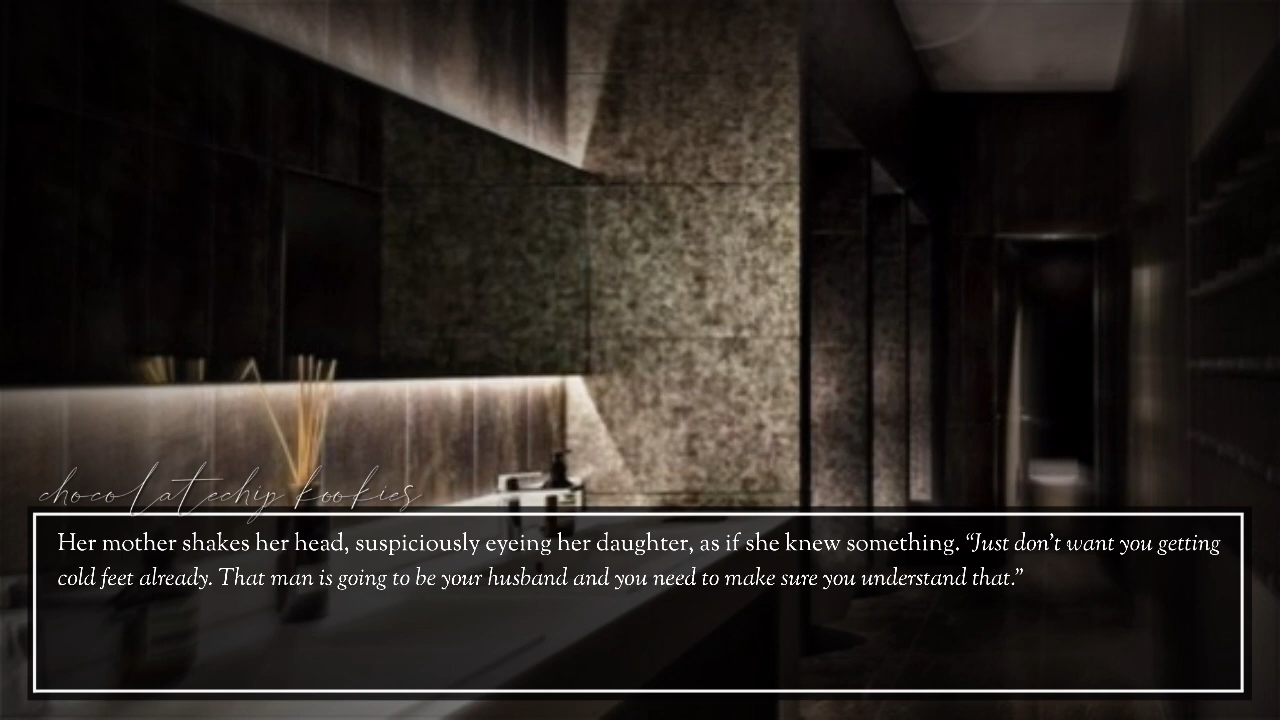 chocolatechip kookies
Her mother shakes her head, suspiciously eyeing her daughter, as if she knew something. “Just don’t want you getting
cold feet already. That man is going to be your husband and you need to make sure you understand that.”